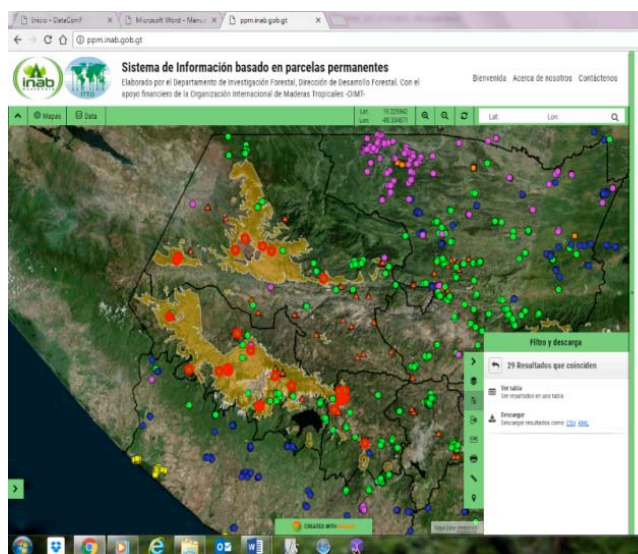 Inicio - DataConf
Microsoft Word - Manu
ppm.inab.gob.gt
ppm.inab.gob.gt
inab
Sistema de Información basado en parcelas permanentes
Elaborado por el Departamento de Investigación Forestal, Dirección de Desarrollo Forestal. Con el
apoyo financiero de la Organización Internacional de Maderas Tropicales -OIMT-
Bienvenida Acerca de nosotros Contáctenos
Mapas Data
Lat:
Lon:
Lat: Lon:
Filtro y descarga
29 Resultados que coinciden
Ver tabla
Ver resultados en una tabla
Descargar
Descargar resultados como CSV KML
CREATED WITH